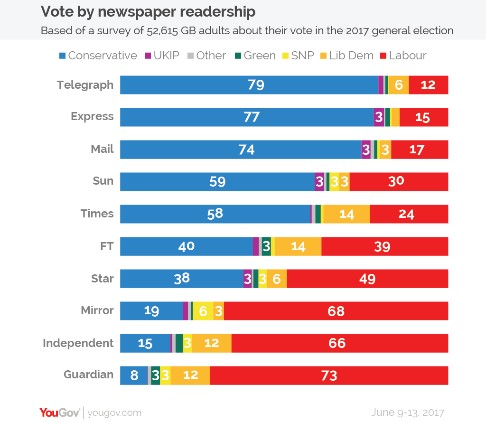 Vote by newspaper readership
Based of a survey of 52,615 GB adults about their vote in the 2017 general election
Conservative UKIP Other Green SNP Lib Dem Labour
Telegraph 79 6 12
Express 77 3 15
Mail 74 3 3 17
Sun 59 3 3 3 30
Times 58 14 24
FT 40 3 14 39
Star 38 3 3 6 49
Mirror 19 6 3 68
Independent 15 3 12 66
Guardian 8 3 3 12 73
YouGov | yougov.com June 9-13, 2017